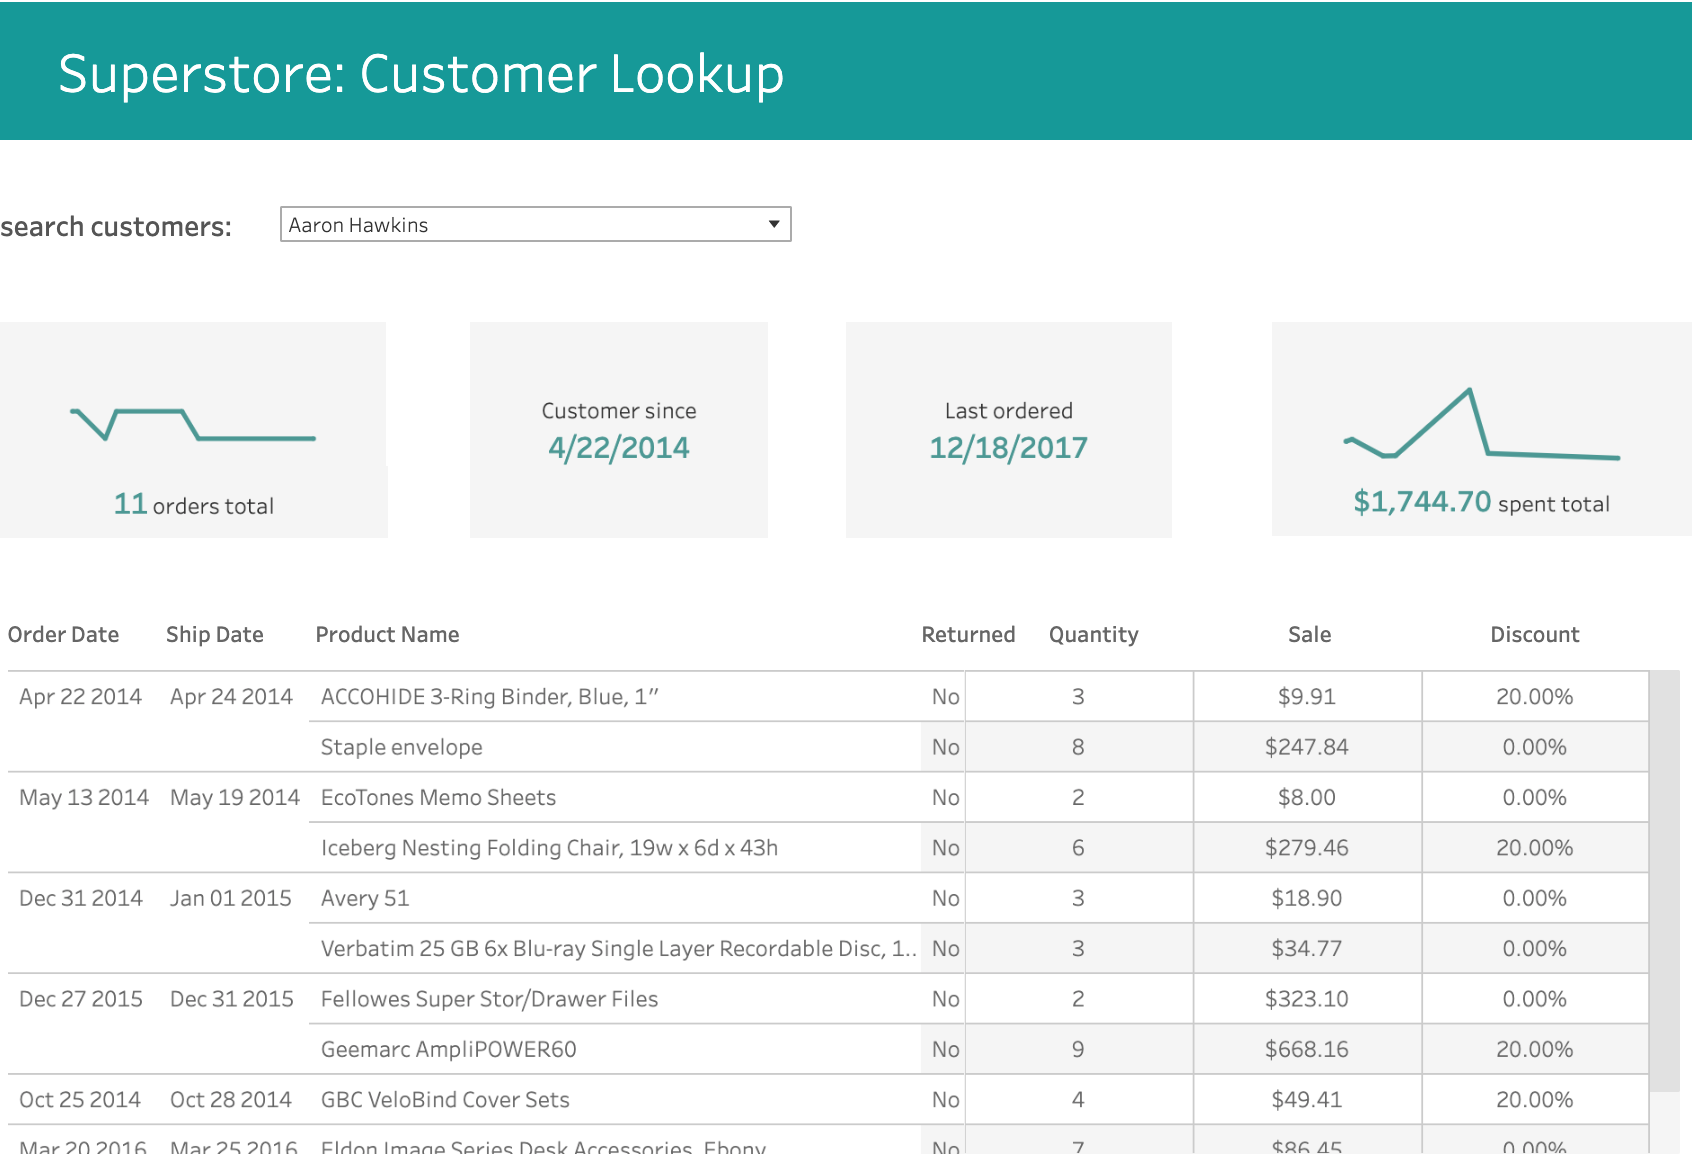 Superstore: Customer Lookup
search customers: Aaron Hawkins
11 orders total
Customer since
4/22/2014
Last ordered
12/18/2017
$1,744.70 spent total
Order Date Ship Date Product Name Returned Quantity Sale Discount
Apr 22 2014 Apr 24 2014 ACCOHIDE 3-Ring Binder, Blue, 1” No 3 $9.91 20.00%
Staple envelope No 8 $247.84 0.00%
May 13 2014 May 19 2014 EcoTones Memo Sheets No 2 $8.00 0.00%
Iceberg Nesting Folding Chair, 19w x 6d x 43h No 6 $279.46 20.00%
Dec 31 2014 Jan 01 2015 Avery 51 No 3 $18.90 0.00%
Verbatim 25 GB 6x Blu-ray Single Layer Recordable Disc, 1.. No 3 $34.77 0.00%
Dec 27 2015 Dec 31 2015 Fellowes Super Stor/Drawer Files No 2 $323.10 0.00%
Geemarc AmpliPOWER60 No 9 $668.16 20.00%
Oct 25 2014 Oct 28 2014 GBC VeloBind Cover Sets No 4 $49.41 20.00%
Mar 20 2016 Mar 25 2016 Eldon Image Series Desk Accessories, Ebony No 7 $86.45 0.00%